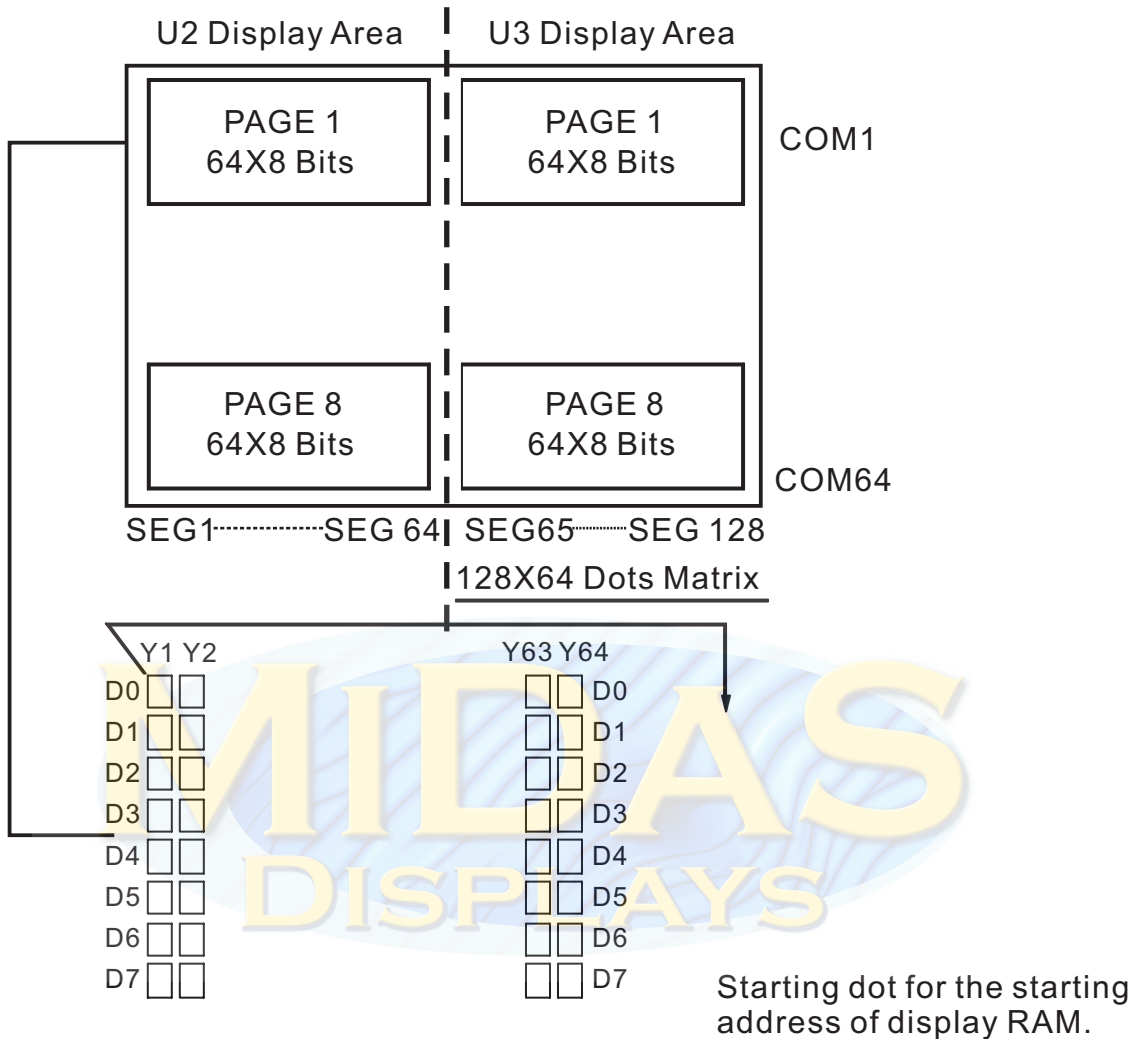 U2 Display Area U3 Display Area
PAGE 1 PAGE 1
64X8 Bits 64X8 Bits
COM1
PAGE 8 PAGE 8
64X8 Bits 64X8 Bits
COM64
SEG1 SEG 64 SEG65 SEG 128
128X64 Dots Matrix
Y1 Y2 Y63 Y64
D0 D0
D1 D1
D2 D2
D3 D3
D4 D4
D5 D5
D6 D6
D7 D7
MIDAS
DISPLAYS
Starting dot for the starting
address of display RAM.